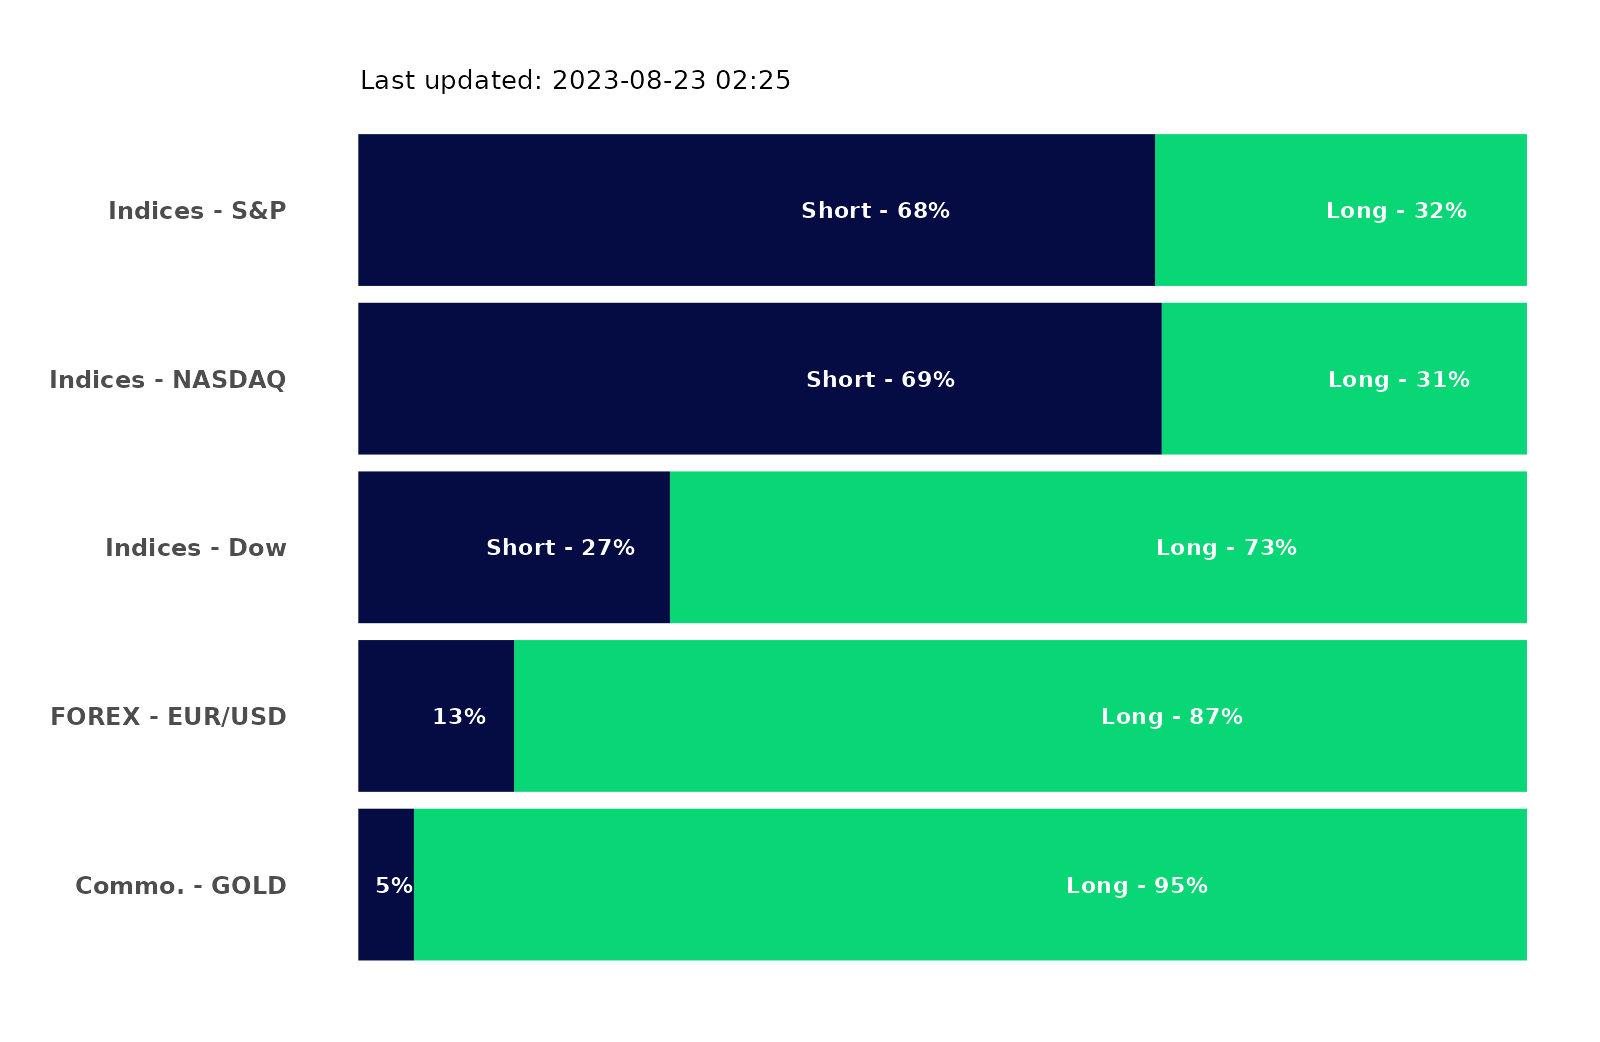 Last updated: 2023-08-23 02:25
Indices - S&P Short - 68% Long - 32%
Indices - NASDAQ Short - 69% Long - 31%
Indices - Dow Short - 27% Long - 73%
FOREX - EUR/USD 13% Long - 87%
Commo. - GOLD 5% Long - 95%